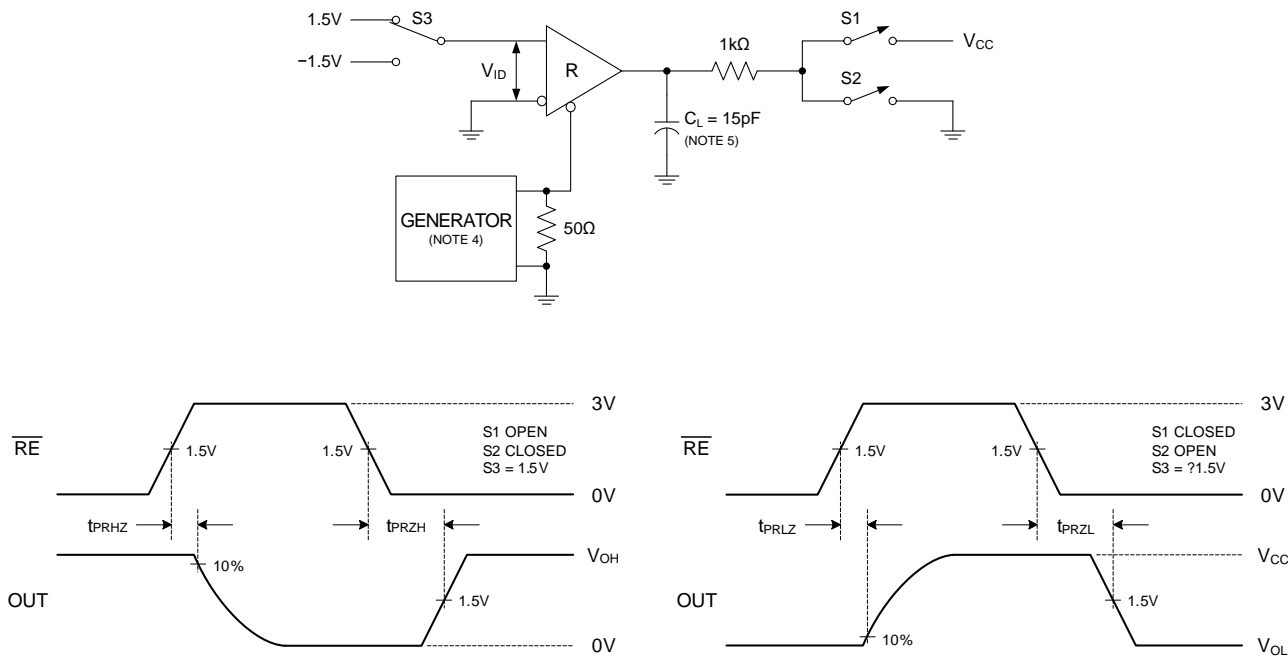 1.5V
S3
−1.5V
V_ID
R
1kΩ
S1
V_CC
S2
C_L = 15pF
(NOTE 5)
GENERATOR
(NOTE 4)
50Ω
RE
1.5V
1.5V
3V
S1 OPEN
S2 CLOSED
S3 = 1.5V
0V
t_PRHZ
t_PRZH
OUT
10%
1.5V
V_OH
0V
RE
1.5V
1.5V
3V
S1 CLOSED
S2 OPEN
S3 = ?1.5V
0V
t_PRLZ
t_PRZL
OUT
10%
1.5V
V_CC
V_OL